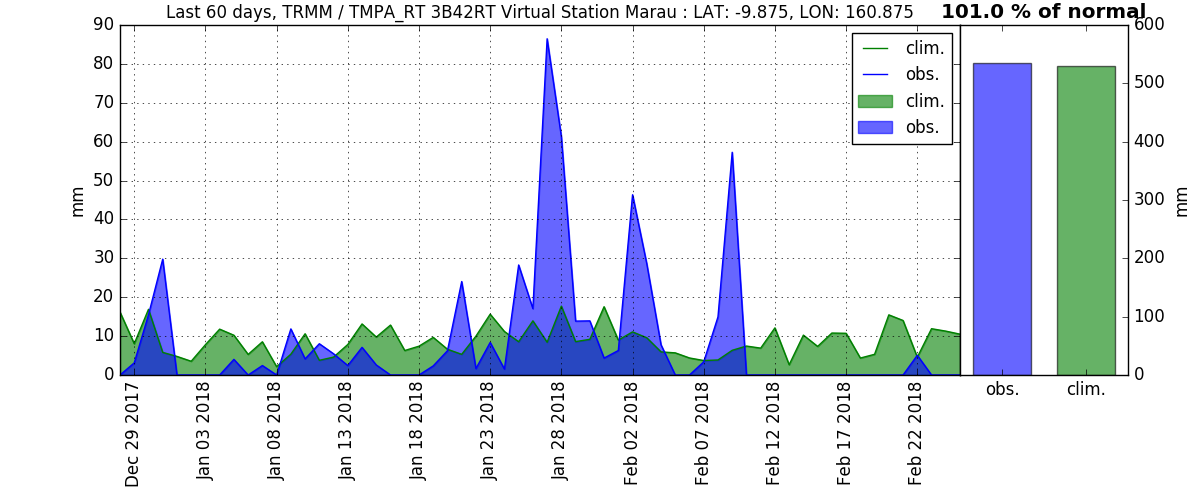 Last 60 days, TRMM / TMPA_RT 3B42RT Virtual Station Marau : LAT: -9.875, LON: 160.875
101.0 % of normal
90
80
70
60
50
40
30
20
10
0
mm
clim.
obs.
clim.
obs.
Dec 29 2017
Jan 03 2018
Jan 08 2018
Jan 13 2018
Jan 18 2018
Jan 23 2018
Jan 28 2018
Feb 02 2018
Feb 07 2018
Feb 12 2018
Feb 17 2018
Feb 22 2018
600
500
400
300
200
100
0
mm
obs.
clim.